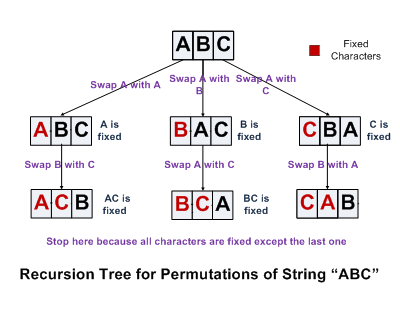 ABC
Fixed
Characters
Swap A with A
Swap A with
B
Swap A with
C
ABC
A is
fixed
BAC
B is
fixed
CBA
C is
fixed
Swap B with C
Swap A with C
Swap B with A
ACB
AC is
fixed
BCA
BC is
fixed
CAB
Stop here because all characters are fixed except the last one
Recursion Tree for Permutations of String “ABC”